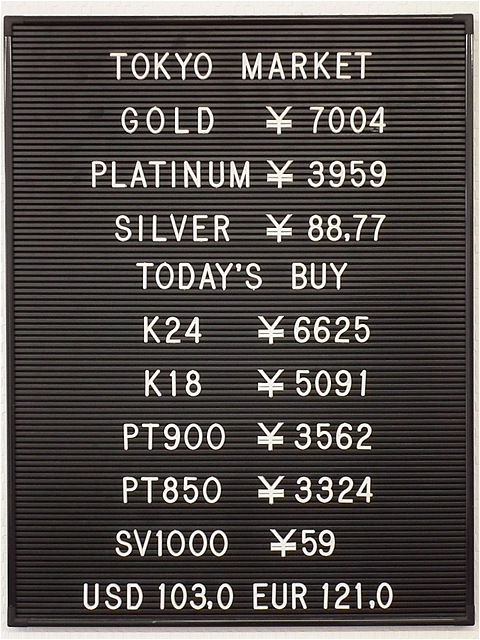 TOKYO MARKET
GOLD ¥ 7004
PLATINUM ¥ 3959
SILVER ¥ 88,77
TODAY'S BUY
K24 ¥ 6625
K18 ¥ 5091
PT900 ¥ 3562
PT850 ¥ 3324
SV1000 ¥59
USD 103,0 EUR 121,0